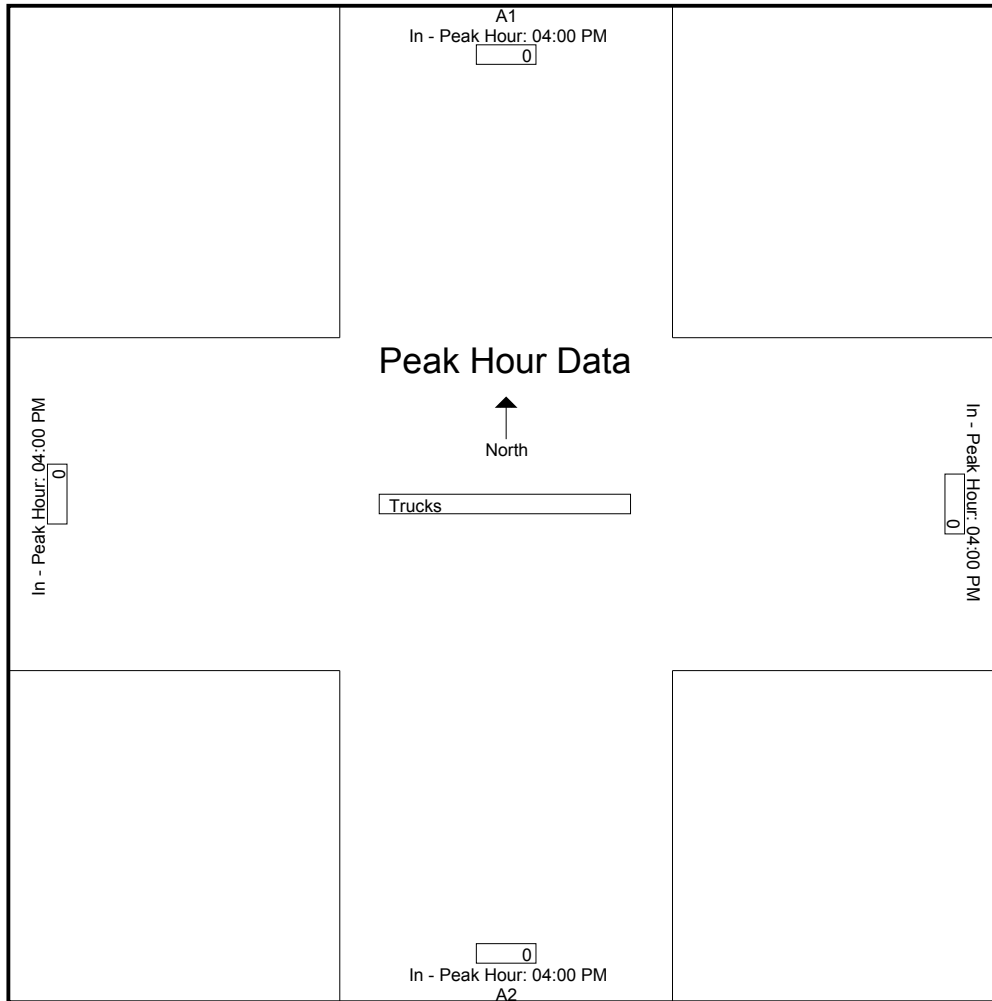 A1
In - Peak Hour: 04:00 PM
0
Peak Hour Data
North
In - Peak Hour: 04:00 PM
0
Trucks
0
In - Peak Hour: 04:00 PM
0
In - Peak Hour: 04:00 PM
A2